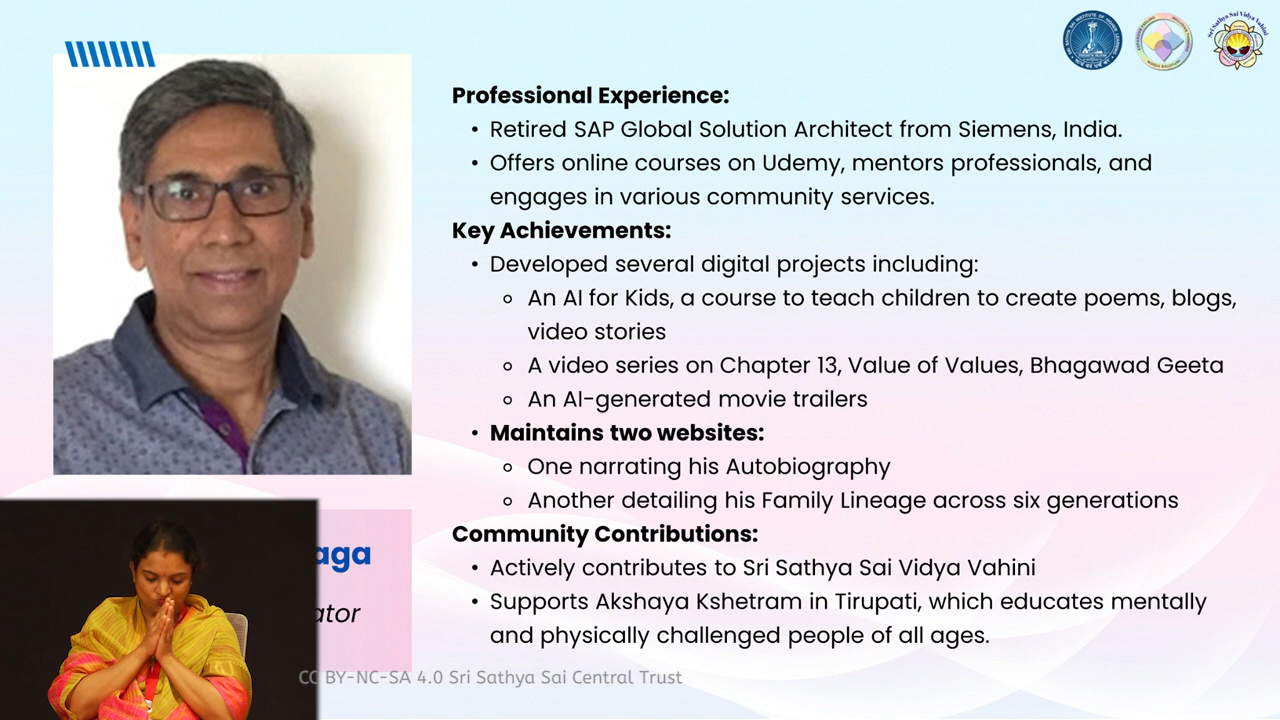 Sri Sathya Sai Vidya Vahini
Professional Experience:
• Retired SAP Global Solution Architect from Siemens, India.
• Offers online courses on Udemy, mentors professionals, and
engages in various community services.
Key Achievements:
• Developed several digital projects including:
An AI for Kids, a course to teach children to create poems, blogs,
video stories
A video series on Chapter 13, Value of Values, Bhagawad Geeta
An AI-generated movie trailers
• Maintains two websites:
One narrating his Autobiography
Another detailing his Family Lineage across six generations
Community Contributions:
• Actively contributes to Sri Sathya Sai Vidya Vahini
• Supports Akshaya Kshetram in Tirupati, which educates mentally
and physically challenged people of all ages.
aga
ator
CC BY-NC-SA 4.0 Sri Sathya Sai Central Trust